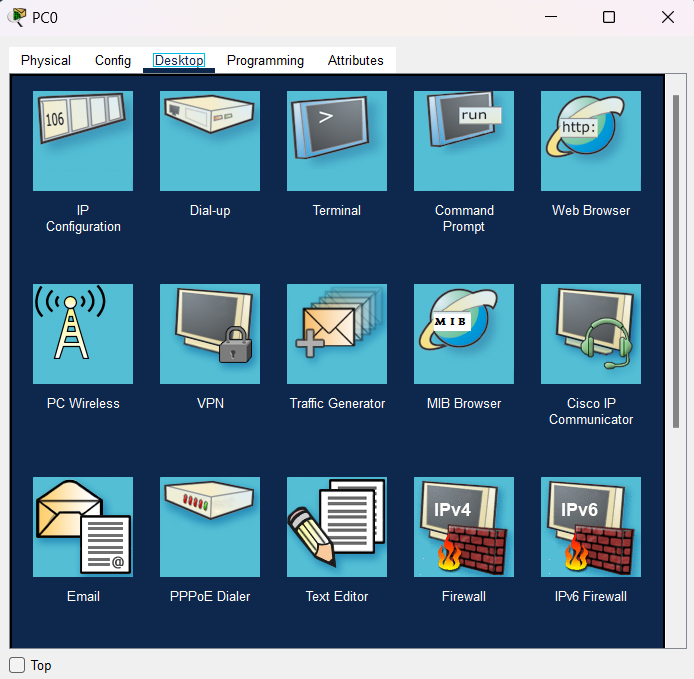 PC0
Physical Config Desktop Programming Attributes
106
>
run
http:
IP
Configuration
Dial-up
Terminal
Command
Prompt
Web Browser
MIB
PC Wireless
VPN
Traffic Generator
MIB Browser
Cisco IP
Communicator
@
IPv4
IPv6
Email
PPPoE Dialer
Text Editor
Firewall
IPv6 Firewall
Top